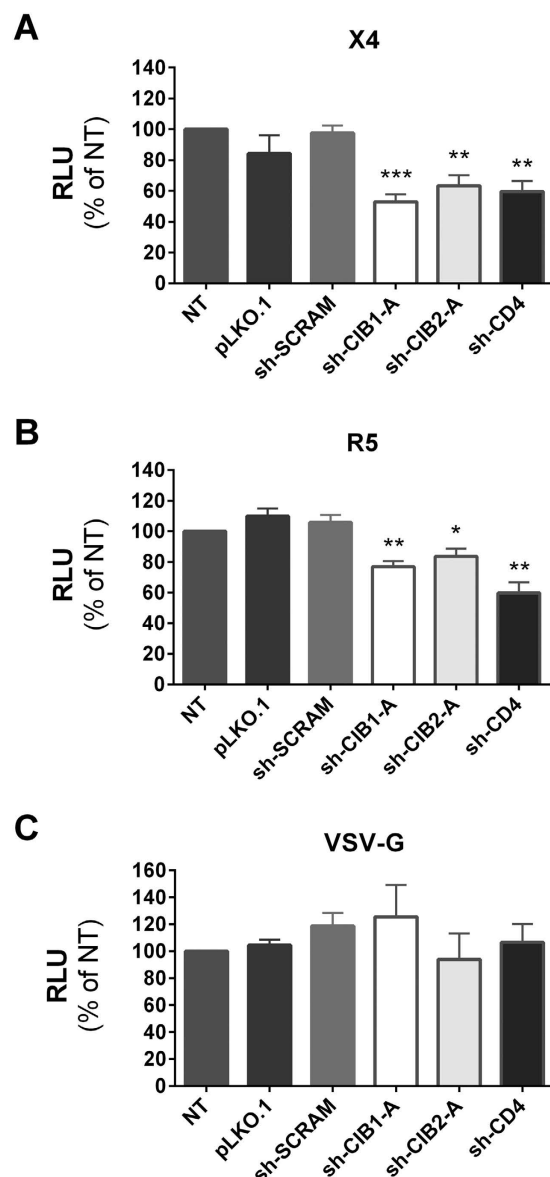 A
X4
RLU
(% of NT)
140
120
100
80
60
40
20
0
***
**
**
NT
pLKO.1
sh-SCRAM
sh-CIB1-A
sh-CIB2-A
sh-CD4
B
R5
RLU
(% of NT)
140
120
100
80
60
40
20
0
**
*
**
NT
pLKO.1
sh-SCRAM
sh-CIB1-A
sh-CIB2-A
sh-CD4
C
VSV-G
RLU
(% of NT)
160
140
120
100
80
60
40
20
0
NT
pLKO.1
sh-SCRAM
sh-CIB1-A
sh-CIB2-A
sh-CD4